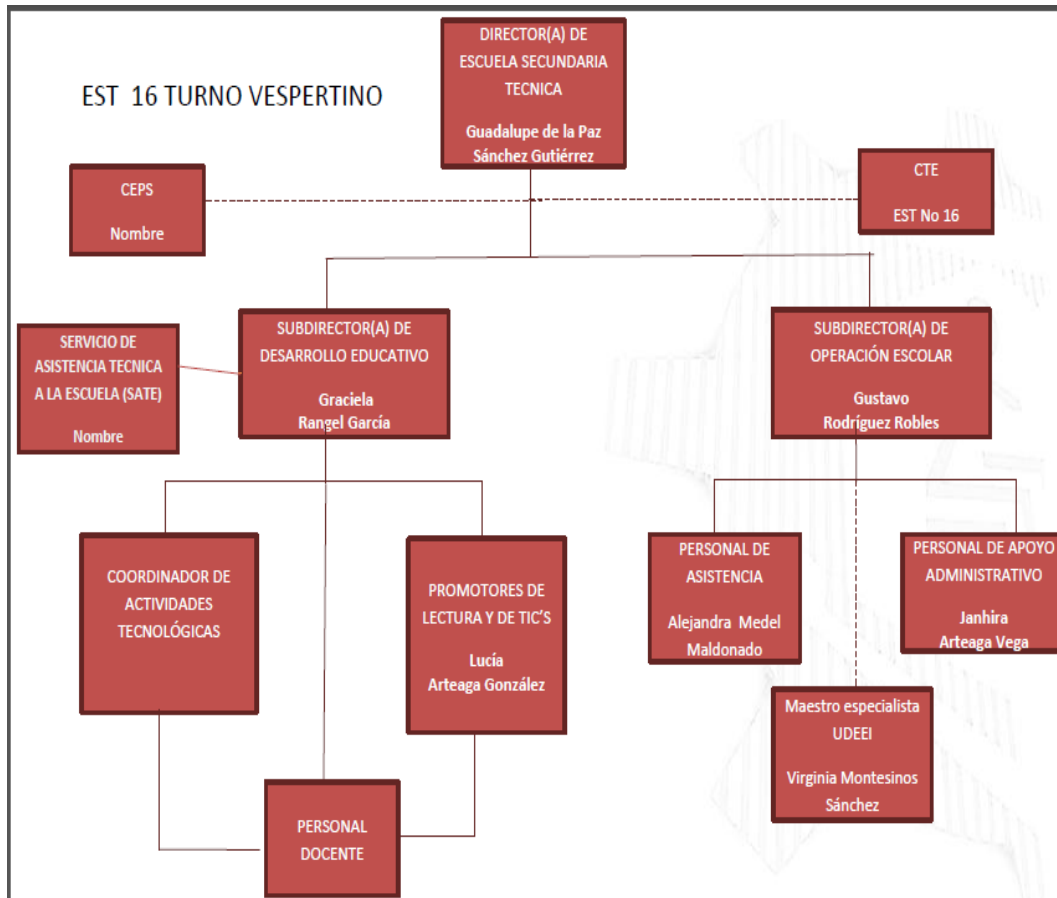 DIRECTOR(A) DE
ESCUELA SECUNDARIA
TECNICA
Guadalupe de la Paz
Sánchez Gutiérrez
EST 16 TURNO VESPERTINO
CEPS
Nombre
CTE
EST No 16
SERVICIO DE
ASISTENCIA TECNICA
A LA ESCUELA (SATE)
Nombre
SUBDIRECTOR(A) DE
DESARROLLO EDUCATIVO
Graciela
Rangel García
SUBDIRECTOR(A) DE
OPERACIÓN ESCOLAR
Gustavo
Rodríguez Robles
COORDINADOR DE
ACTIVIDADES
TECNOLÓGICAS
PROMOTORES DE
LECTURA Y DE TIC'S
Lucía
Arteaga González
PERSONAL DE
ASISTENCIA
Alejandra Medel
Maldonado
PERSONAL DE APOYO
ADMINISTRATIVO
Janhira
Arteaga Vega
Maestro especialista
UDEEI
Virginia Montesinos
Sánchez
PERSONAL
DOCENTE